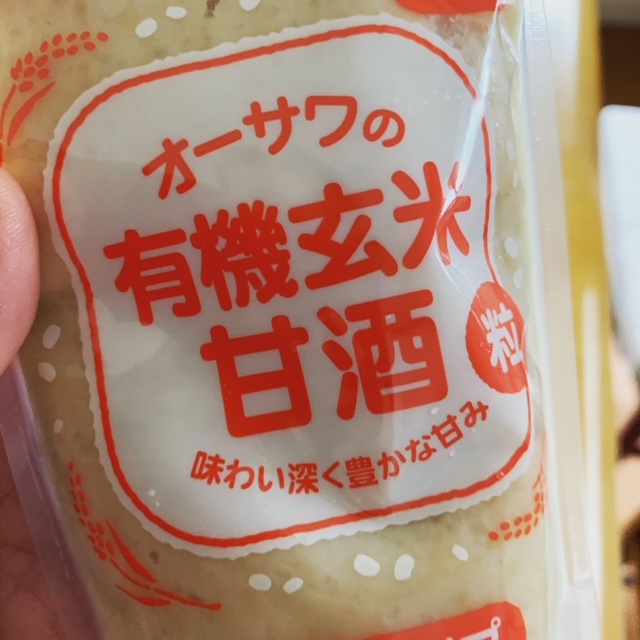 オーサワの
有機玄米
甘酒
粒
味わい深く豊かな甘み
プ